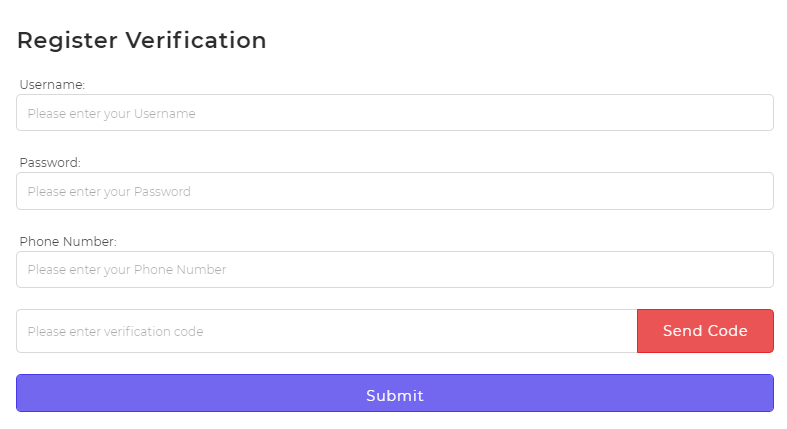 Register Verification
Username:
Please enter your Username
Password:
Please enter your Password
Phone Number:
Please enter your Phone Number
Please enter verification code
Send Code
Submit